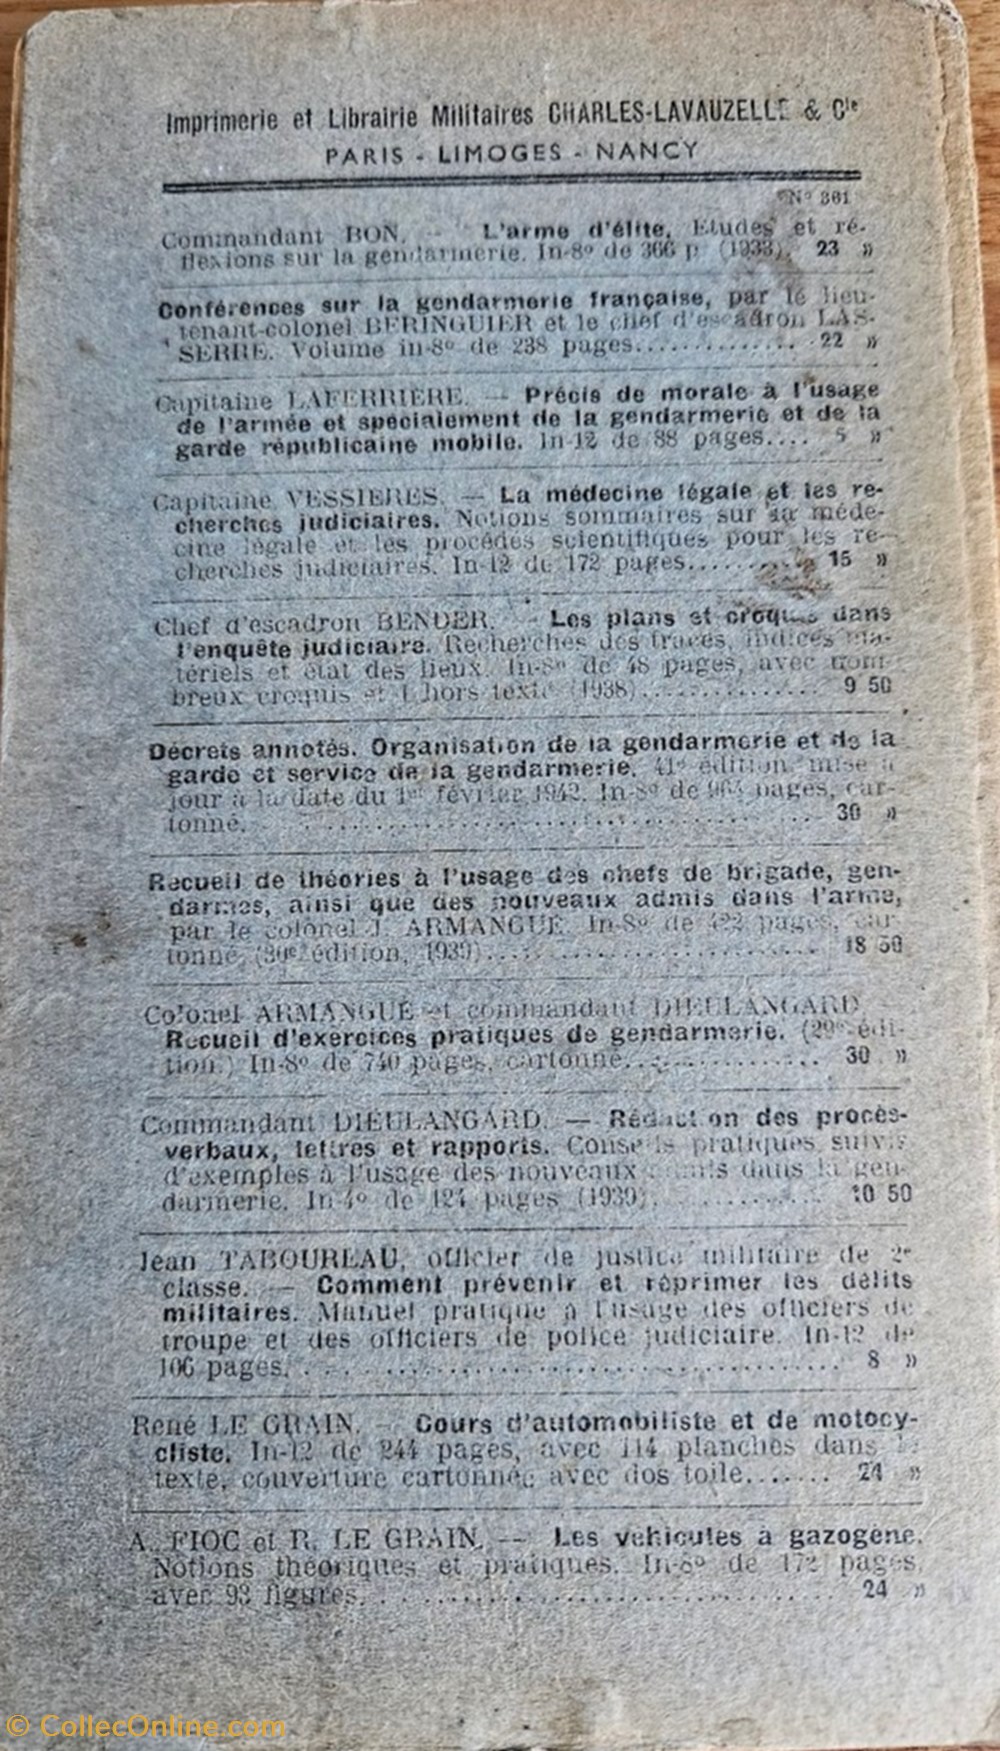 Imprimerie et Librairie Militaires CHARLES-LAVAUZELLE & Cie
PARIS - LIMOGES - NANCY
N° 361
Commandant BON. — L'arme d'élite. Etudes et ré-
flexions sur la gendarmerie. In-8° de 366 p. (1933). 23 »
Conférences sur la gendarmerie française, par le lieu-
tenant-colonel BERINGUIER et le chef d'escadron LAS-
SERRE. Volume in-8° de 238 pages.............. 22 »
Capitaine LAFERRIÈRE. — Précis de morale à l'usage
de l'armée et spécialement de la gendarmerie et de la
garde républicaine mobile. In-12 de 88 pages.... 5 »
Capitaine VESSIERES. — La médecine légale et les re-
cherches judiciaires. Notions sommaires sur la méde-
cine légale et les procédés scientifiques pour les re-
cherches judiciaires. In-12 de 172 pages.......... 15 »
Chef d'escadron BENDER. — Les plans et croquis dans
l'enquête judiciaire. Recherches des traces, indices ma-
tériels et état des lieux. In-8° de 48 pages, avec nom-
breux croquis et 1 hors texte (1938).............. 9 50
Décrets annotés. Organisation de la gendarmerie et de la
garde et service de la gendarmerie. 41e édition mise à
jour à la date du 1er février 1942. In-8° de pages, car-
tonné. .............................. 30 »
Recueil de théories à l'usage des chefs de brigade, gen-
darmes, ainsi que des nouveaux admis dans l'arme,
par le colonel J. ARMANGUÉ. In-8° de 422 pages, car-
tonné, (30e édition, 1939)........................ 18 50
Colonel ARMANGUÉ et commandant DIEULANGARD. —
Recueil d'exercices pratiques de gendarmerie. (29e édi-
tion.) In-8° de 740 pages, cartonné............... 30 »
Commandant DIEULANGARD. — Rédaction des procès-
verbaux, lettres et rapports. Conseils pratiques suivis
d'exemples à l'usage des nouveaux admis dans la gen-
darmerie. In-4° de 124 pages (1939). ........... 10 50
Jean TABOUREAU, officier de justice militaire de 2e
classe. — Comment prévenir et réprimer les délits
militaires. Manuel pratique à l'usage des officiers de
troupe et des officiers de police judiciaire. In-12 de
106 pages. .................................. 8 »
René LE GRAIN. — Cours d'automobiliste et de motocy-
cliste. In-12 de 244 pages, avec 114 planches dans le
texte, couverture cartonnée avec dos toile....... 24 »
A. FIOC et R. LE GRAIN. — Les véhicules à gazogène.
Notions théoriques et pratiques. In-8° de 172 pages,
avec 93 figures. .............................. 24 »
© CollecOnline.com